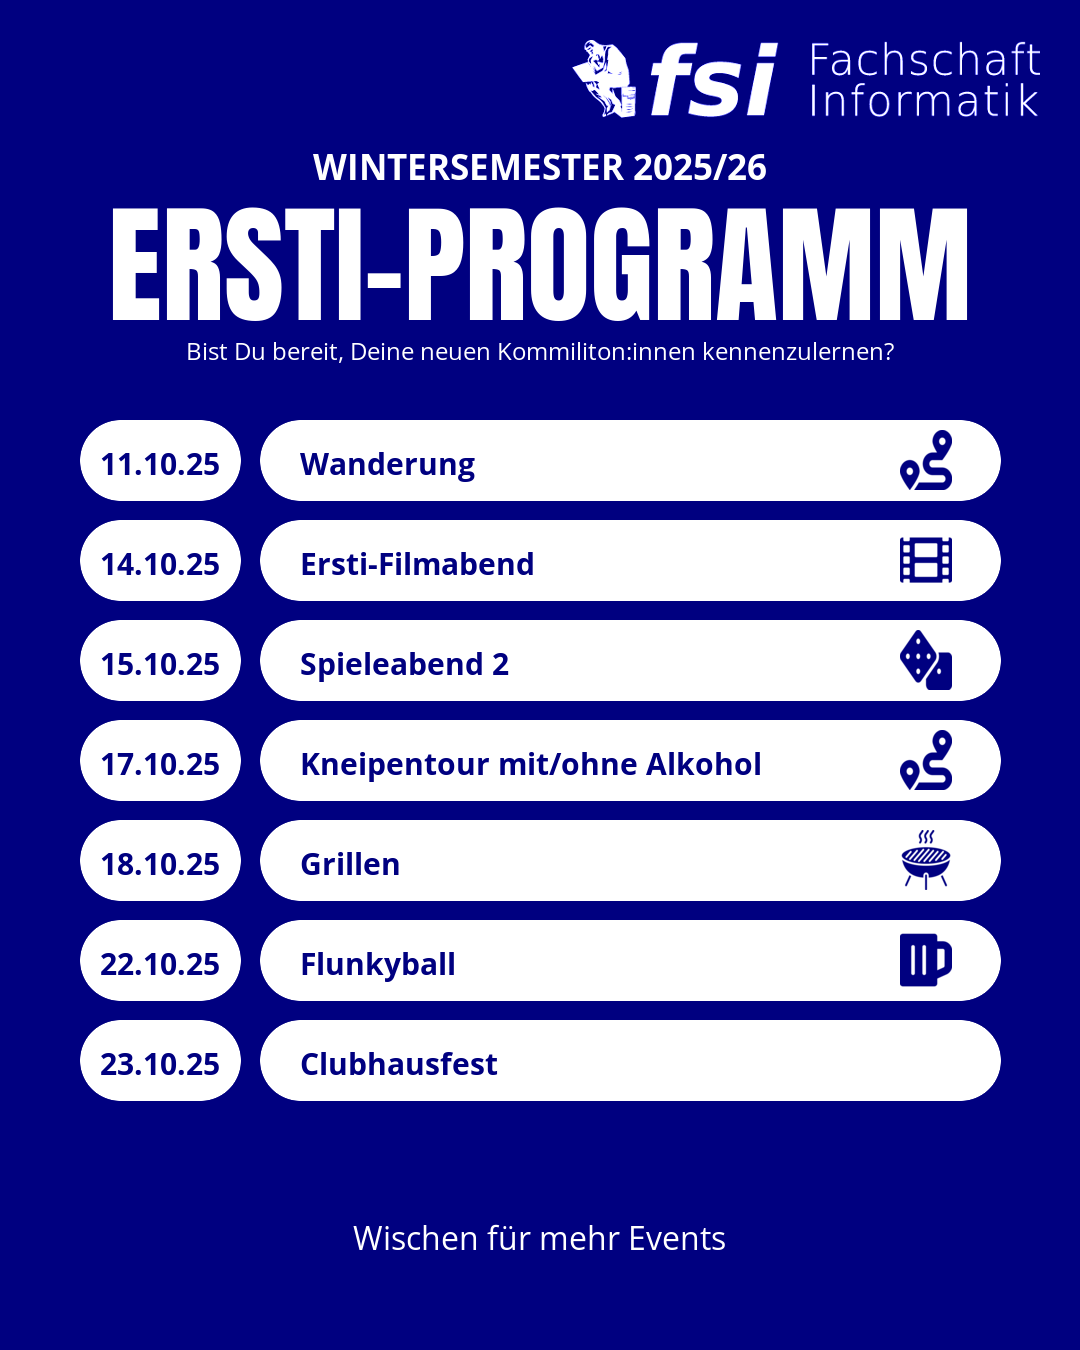 fsi
Fachschaft
Informatik
WINTERSEMESTER 2025/26
ERSTI-PROGRAMM
Bist Du bereit, Deine neuen Kommiliton:innen kennenzulernen?
11.10.25 Wanderung
14.10.25 Ersti-Filmabend
15.10.25 Spieleabend 2
17.10.25 Kneipentour mit/ohne Alkohol
18.10.25 Grillen
22.10.25 Flunkyball
23.10.25 Clubhausfest
Wischen für mehr Events